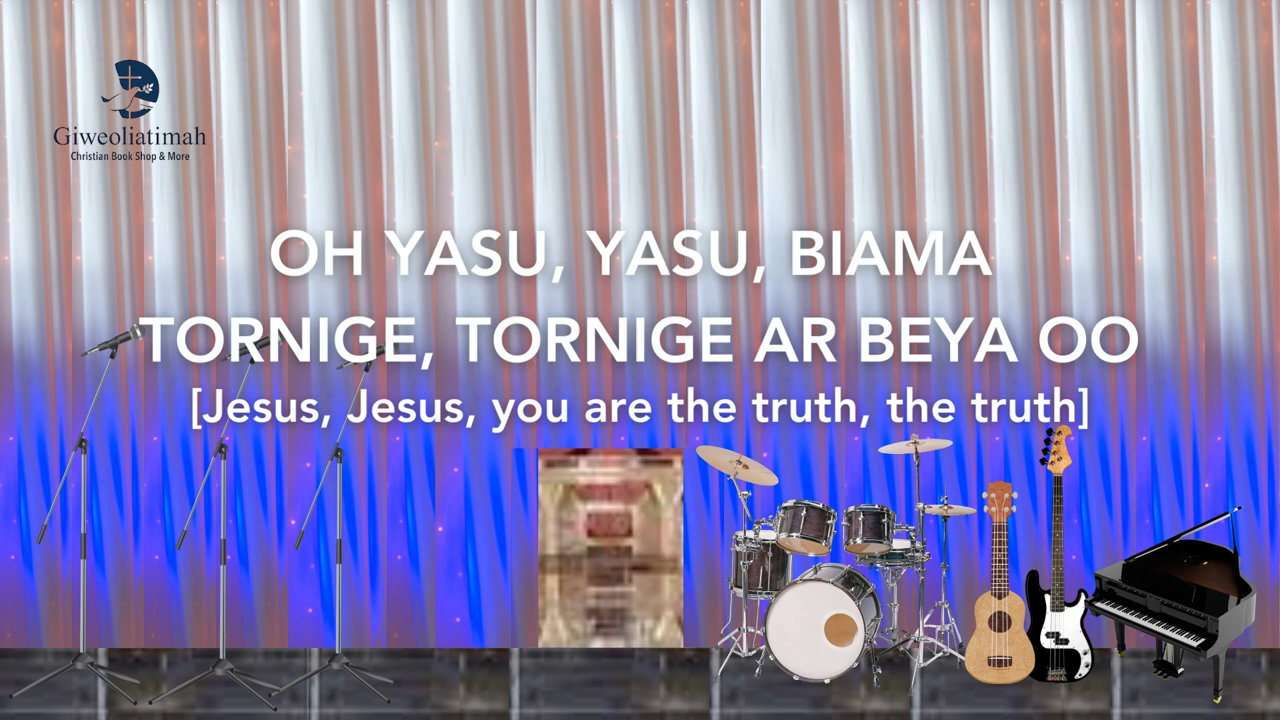 Giweoliatimah
Christian Book Shop & More
OH YASU, YASU, BIAMA
TORNIGE, TORNIGE AR BEYA OO
[Jesus, Jesus, you are the truth, the truth]